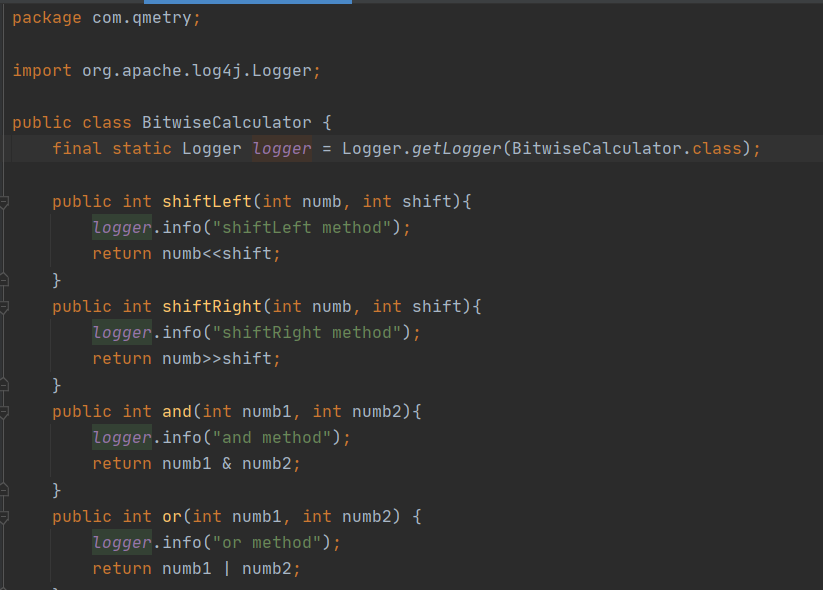 package com.qmetry;
import org.apache.log4j.Logger;
public class BitwiseCalculator {
final static Logger logger = Logger.getLogger(BitwiseCalculator.class);
public int shiftLeft(int numb, int shift){
logger.info("shiftLeft method");
return numb<<shift;
}
public int shiftRight(int numb, int shift){
logger.info("shiftRight method");
return numb>>shift;
}
public int and(int numb1, int numb2){
logger.info("and method");
return numb1 & numb2;
}
public int or(int numb1, int numb2) {
logger.info("or method");
return numb1 | numb2;